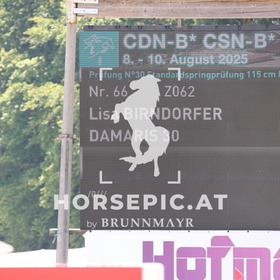 CDN-B* CSN-B*
8. - 10. August 2025
Prüfung N°30 Standardspringprüfung 115 cm
Nr. 66 Z062
Lisa BIRNDORFER
DAMARIS 30
HORSEPIC.AT
by BRUNNMAYR